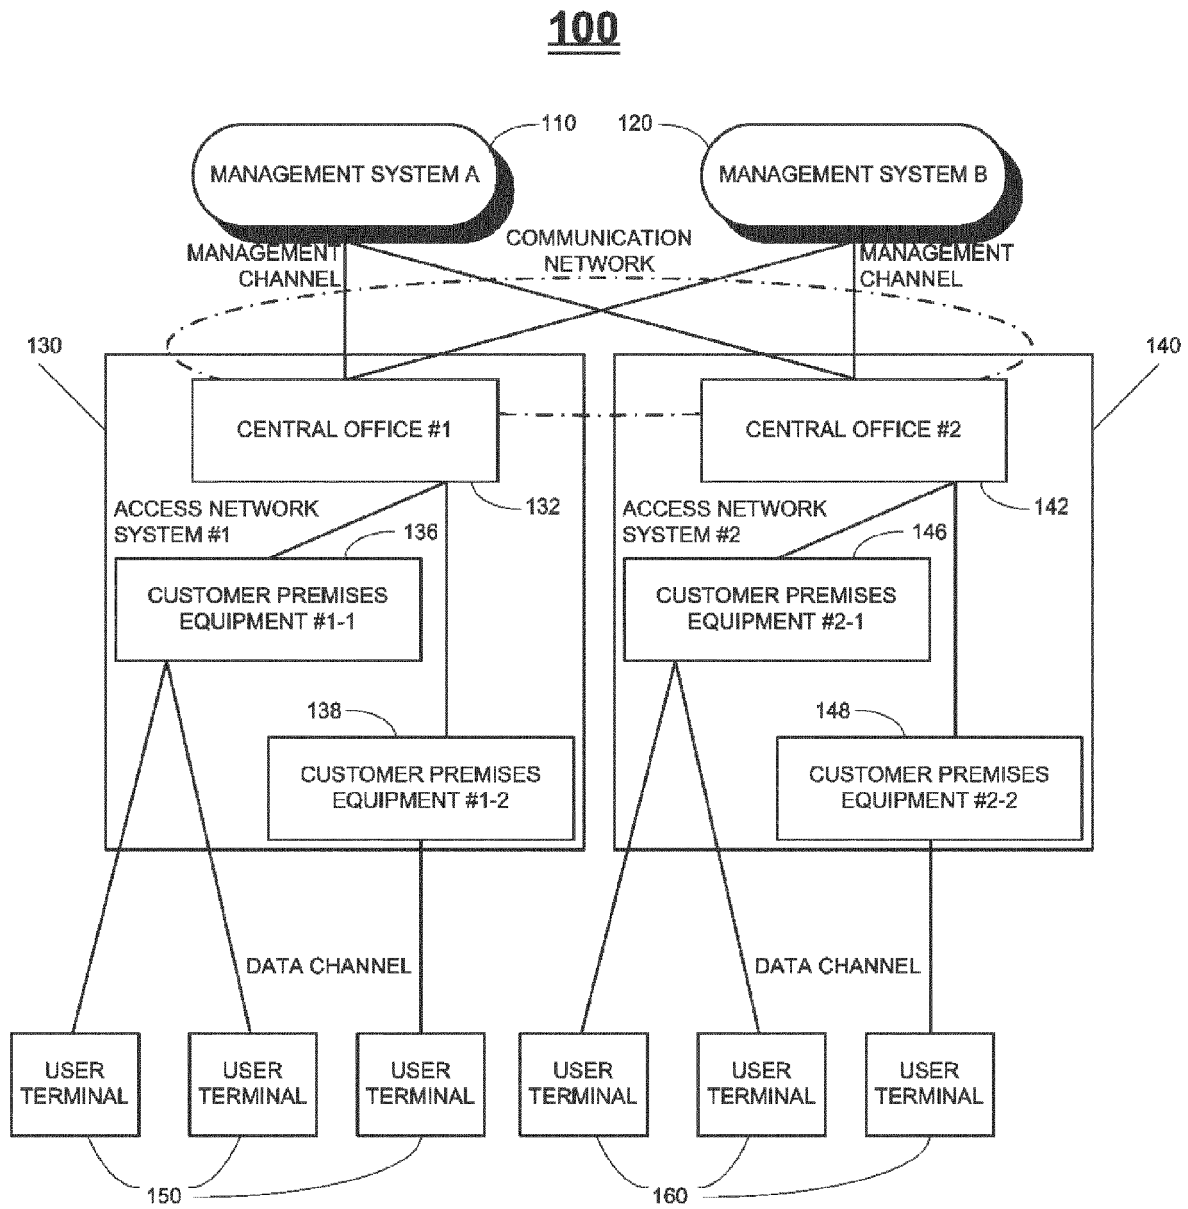 100
110
120
MANAGEMENT SYSTEM A
MANAGEMENT SYSTEM B
MANAGEMENT
CHANNEL
COMMUNICATION
NETWORK
MANAGEMENT
CHANNEL
130
140
CENTRAL OFFICE #1
CENTRAL OFFICE #2
132
142
ACCESS NETWORK
SYSTEM #1
136
ACCESS NETWORK
SYSTEM #2
146
CUSTOMER PREMISES
EQUIPMENT #1-1
CUSTOMER PREMISES
EQUIPMENT #2-1
138
148
CUSTOMER PREMISES
EQUIPMENT #1-2
CUSTOMER PREMISES
EQUIPMENT #2-2
DATA CHANNEL
DATA CHANNEL
USER
TERMINAL
USER
TERMINAL
USER
TERMINAL
USER
TERMINAL
USER
TERMINAL
USER
TERMINAL
150
160